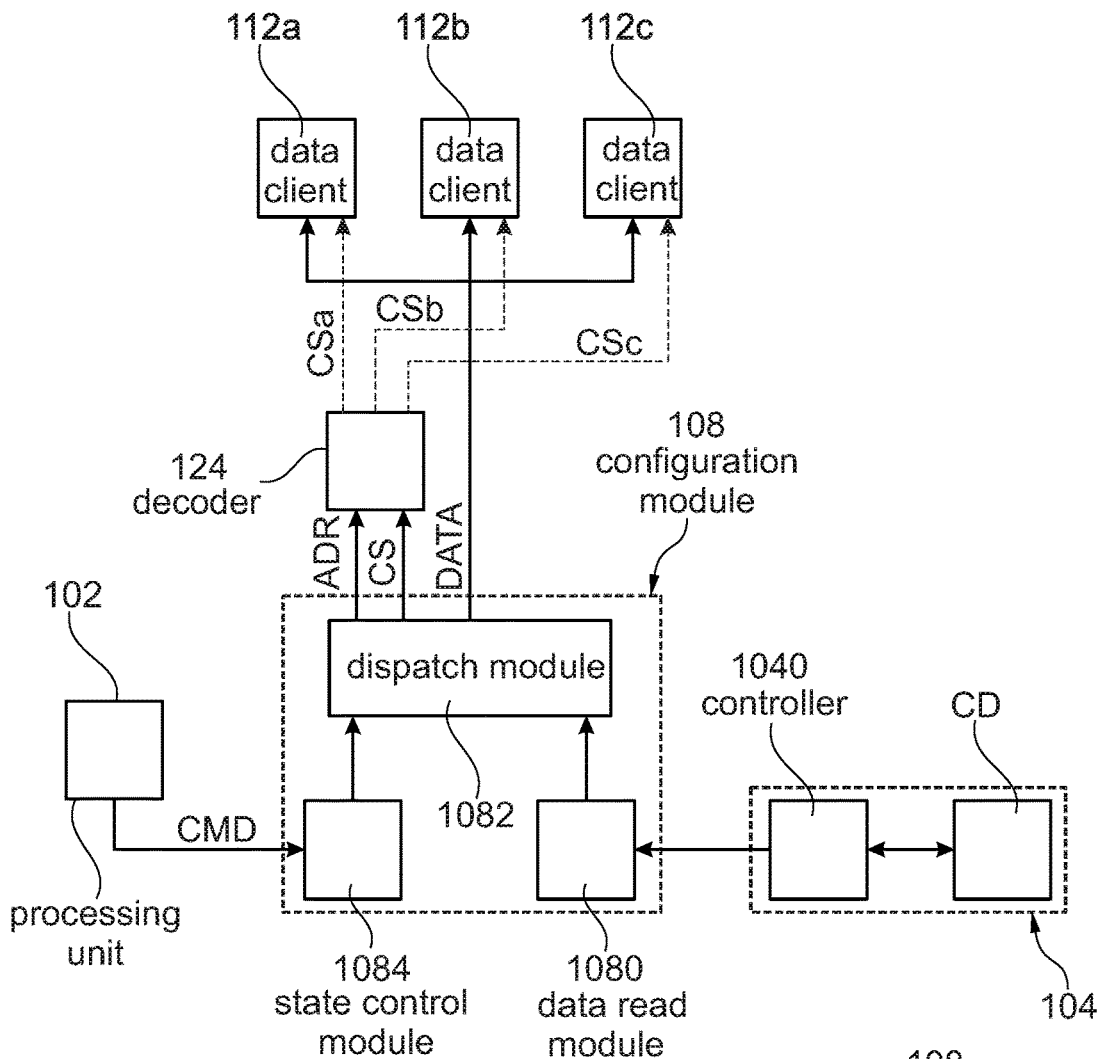 112a
112b
112c
data
client
data
client
data
client
CSa
CSb
CSc
108
configuration
module
124
decoder
ADR
CS
DATA
102
dispatch module
1040
controller
CD
1082
CMD
processing
unit
1084
state control
module
1080
data read
module
104